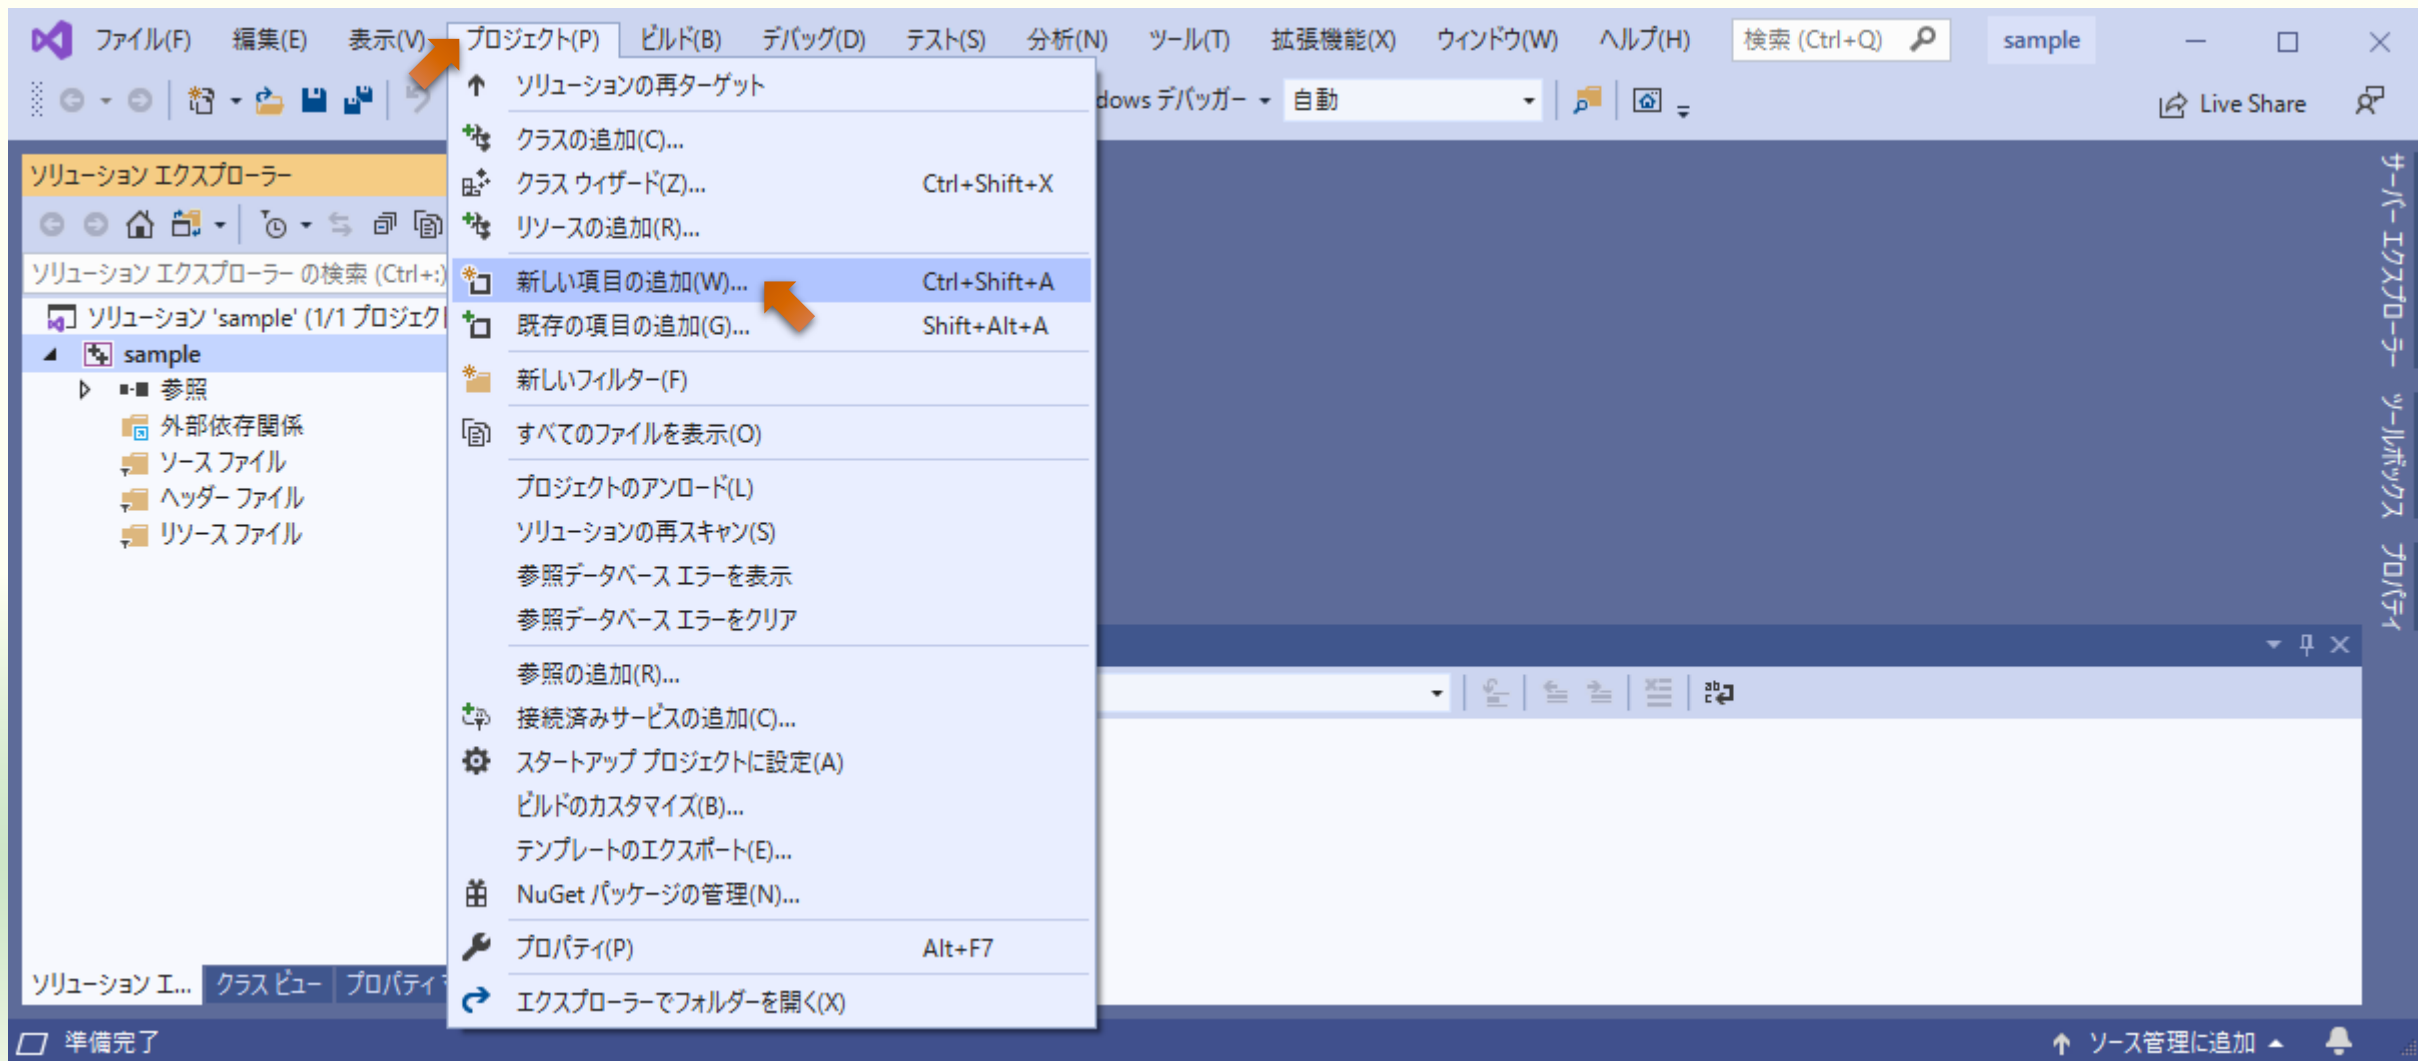 ファイル(F) 編集(E) 表示(V) プロジェクト(P) ビルド(B) デバッグ(D) テスト(S) 分析(N) ツール(T) 拡張機能(X) ウィンドウ(W) ヘルプ(H) 検索 (Ctrl+Q) sample
dows デバッガー 自動 Live Share
ソリューション エクスプローラー
ソリューション エクスプローラー の検索 (Ctrl+:)
ソリューション 'sample' (1/1 プロジェク
sample
参照
外部依存関係
ソース ファイル
ヘッダー ファイル
リソース ファイル
ソリューション エ... クラス ビュー プロパティ
ソリューションの再ターゲット
クラスの追加(C)...
クラス ウィザード(Z)... Ctrl+Shift+X
リソースの追加(R)...
新しい項目の追加(W)... Ctrl+Shift+A
既存の項目の追加(G)... Shift+Alt+A
新しいフィルター(F)
すべてのファイルを表示(O)
プロジェクトのアンロード(L)
ソリューションの再スキャン(S)
参照データベース エラーを表示
参照データベース エラーをクリア
参照の追加(R)...
接続済みサービスの追加(C)...
スタートアップ プロジェクトに設定(A)
ビルドのカスタマイズ(B)...
テンプレートのエクスポート(E)...
NuGet パッケージの管理(N)...
プロパティ(P) Alt+F7
エクスプローラーでフォルダーを開く(X)
サーバー エクスプローラー
ツールボックス
プロパティ
準備完了 ソース管理に追加